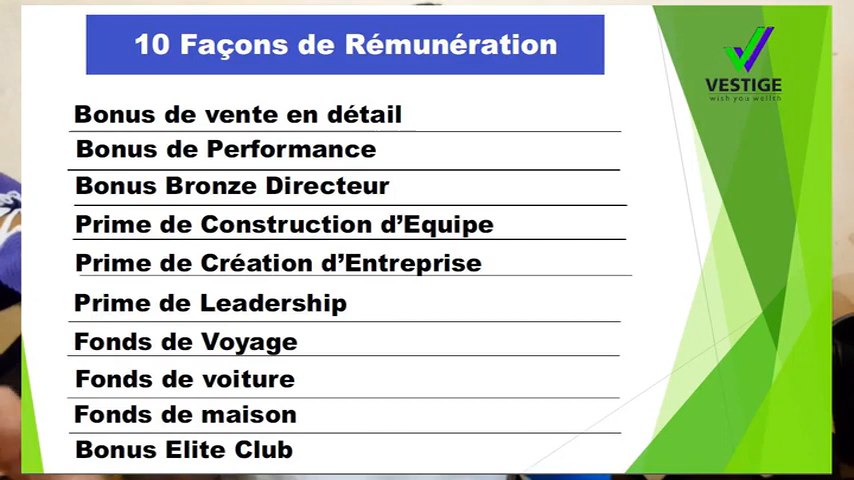 10 Façons de Rémunération
VESTIGE
wish you wellth
Bonus de vente en détail
Bonus de Performance
Bonus Bronze Directeur
Prime de Construction d’Equipe
Prime de Création d’Entreprise
Prime de Leadership
Fonds de Voyage
Fonds de voiture
Fonds de maison
Bonus Elite Club